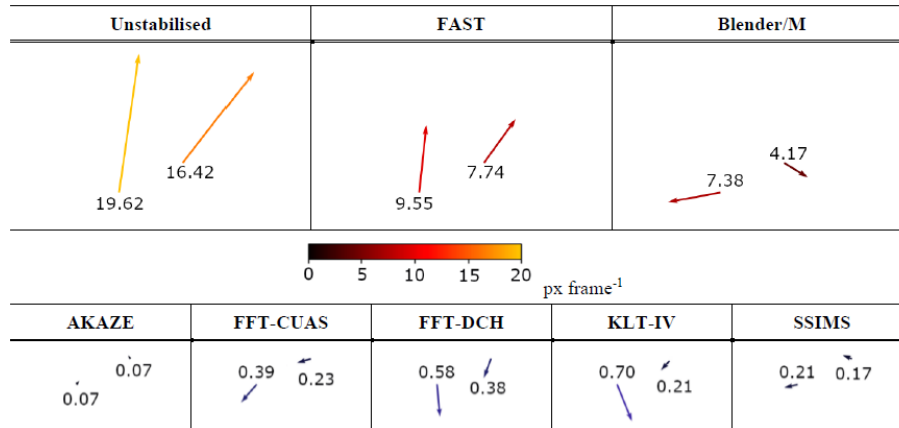 Unstabilised FAST Blender/M
19.62 16.42 9.55 7.74 7.38 4.17
0 5 10 15 20
px frame-1
AKAZE FFT-CUAS FFT-DCH KLT-IV SSIMS
0.07 0.07 0.39 0.23 0.58 0.38 0.70 0.21 0.21 0.17